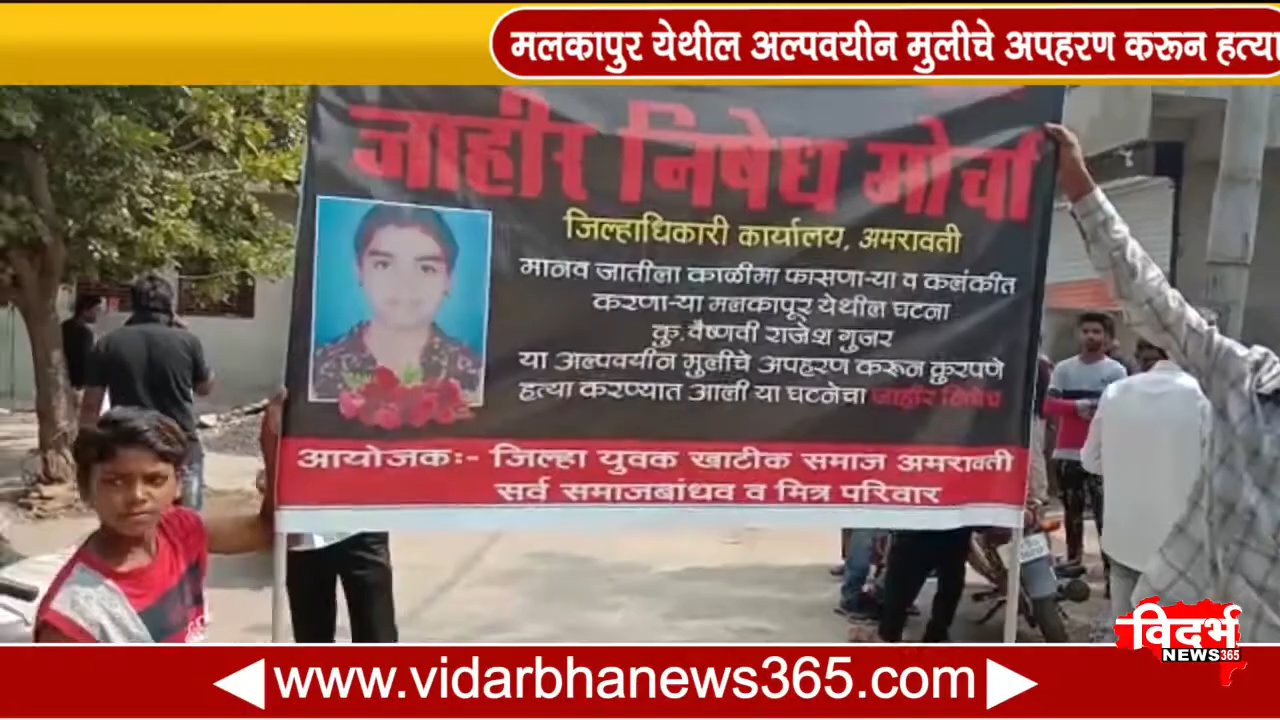 मलकापुर येथील अल्पवयीन मुलीचे अपहरण करून हत्या
जाहीर निषेध मोर्चा
जिल्हाधिकारी कार्यालय, अमरावती
मानव जातीला काळीमा फासणाऱ्या व कलंकीत
करणाऱ्या मलकापूर येथील घटना
कु. वैष्णवी राजेश गुजर
या अल्पवयीन मुलीचे अपहरण करून क्रुरपणे
हत्या करण्यात आली या घटनेचा जाहीर निषेध
आयोजक:- जिल्हा युवक खाटीक समाज अमरावती
सर्व समाजबांधव व मित्र परिवार
विदर्भ
NEWS 365
www.vidarbhanews365.com